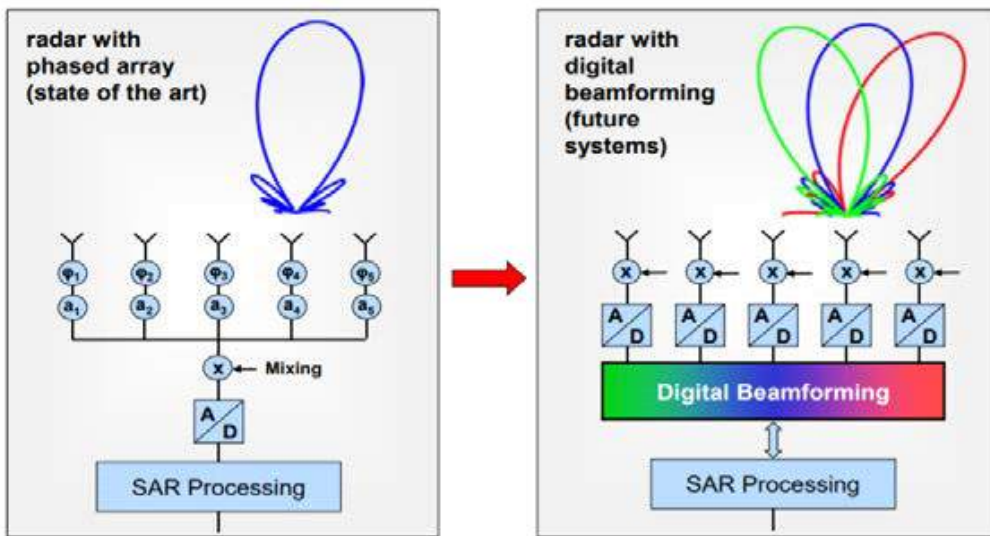 radar with
phased array
(state of the art)
φ1 φ2 φ3 φ4 φ5
a1 a2 a3 a4 a5
x Mixing
A
D
SAR Processing
radar with
digital
beamforming
(future
systems)
x x x x x
A A A A A
D D D D D
Digital Beamforming
SAR Processing